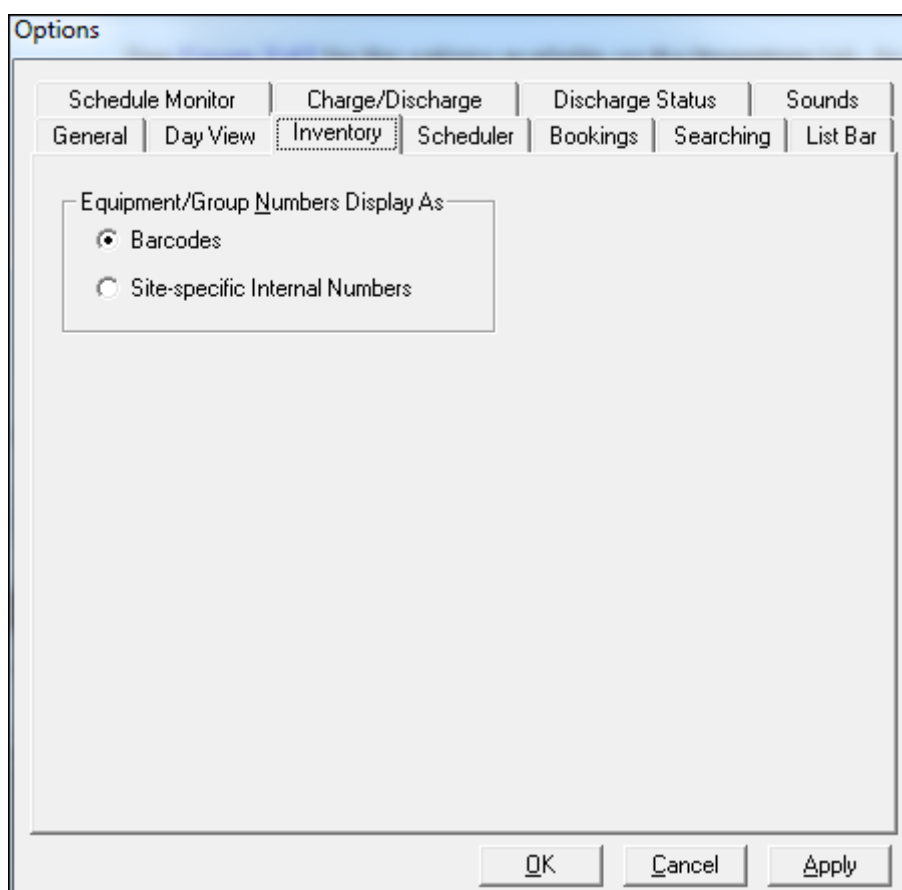 Options
Schedule Monitor Charge/Discharge Discharge Status Sounds
General Day View Inventory Scheduler Bookings Searching List Bar
Equipment/Group Numbers Display As
Barcodes
Site-specific Internal Numbers
OK Cancel Apply